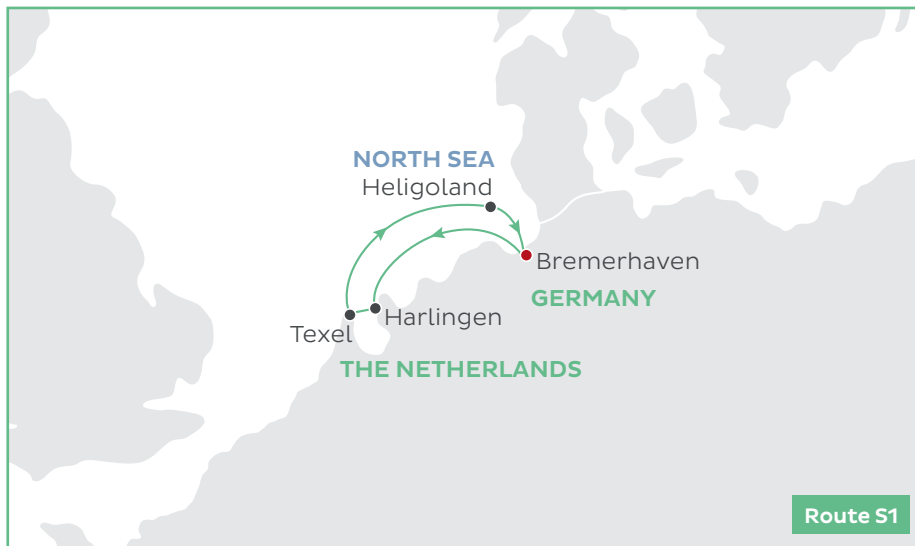 NORTH SEA
Heligoland
Bremerhaven
GERMANY
Harlingen
Texel
THE NETHERLANDS
Route S1